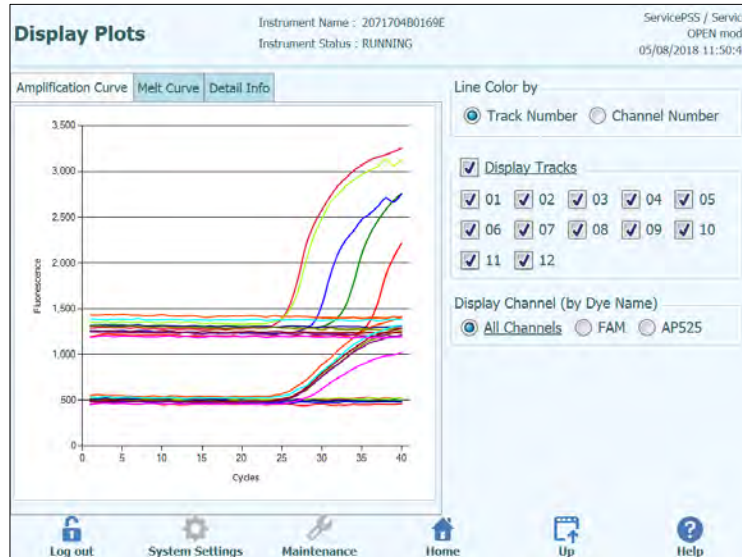 Display Plots
Instrument Name : 2071704B0169E
Instrument Status : RUNNING
ServicePSS / Servic
OPEN mod
05/08/2018 11:50:4
Amplification Curve Melt Curve Detail Info
3.500
3.000
2.500
2.000
1.500
1.000
500
0
Fluorescence
0 5 10 15 20 25 30 35 40
Cycles
Line Color by
Track Number Channel Number
Display Tracks
01 02 03 04 05
06 07 08 09 10
11 12
Display Channel (by Dye Name)
All Channels FAM AP525
Log out System Settings Maintenance Home Up Help